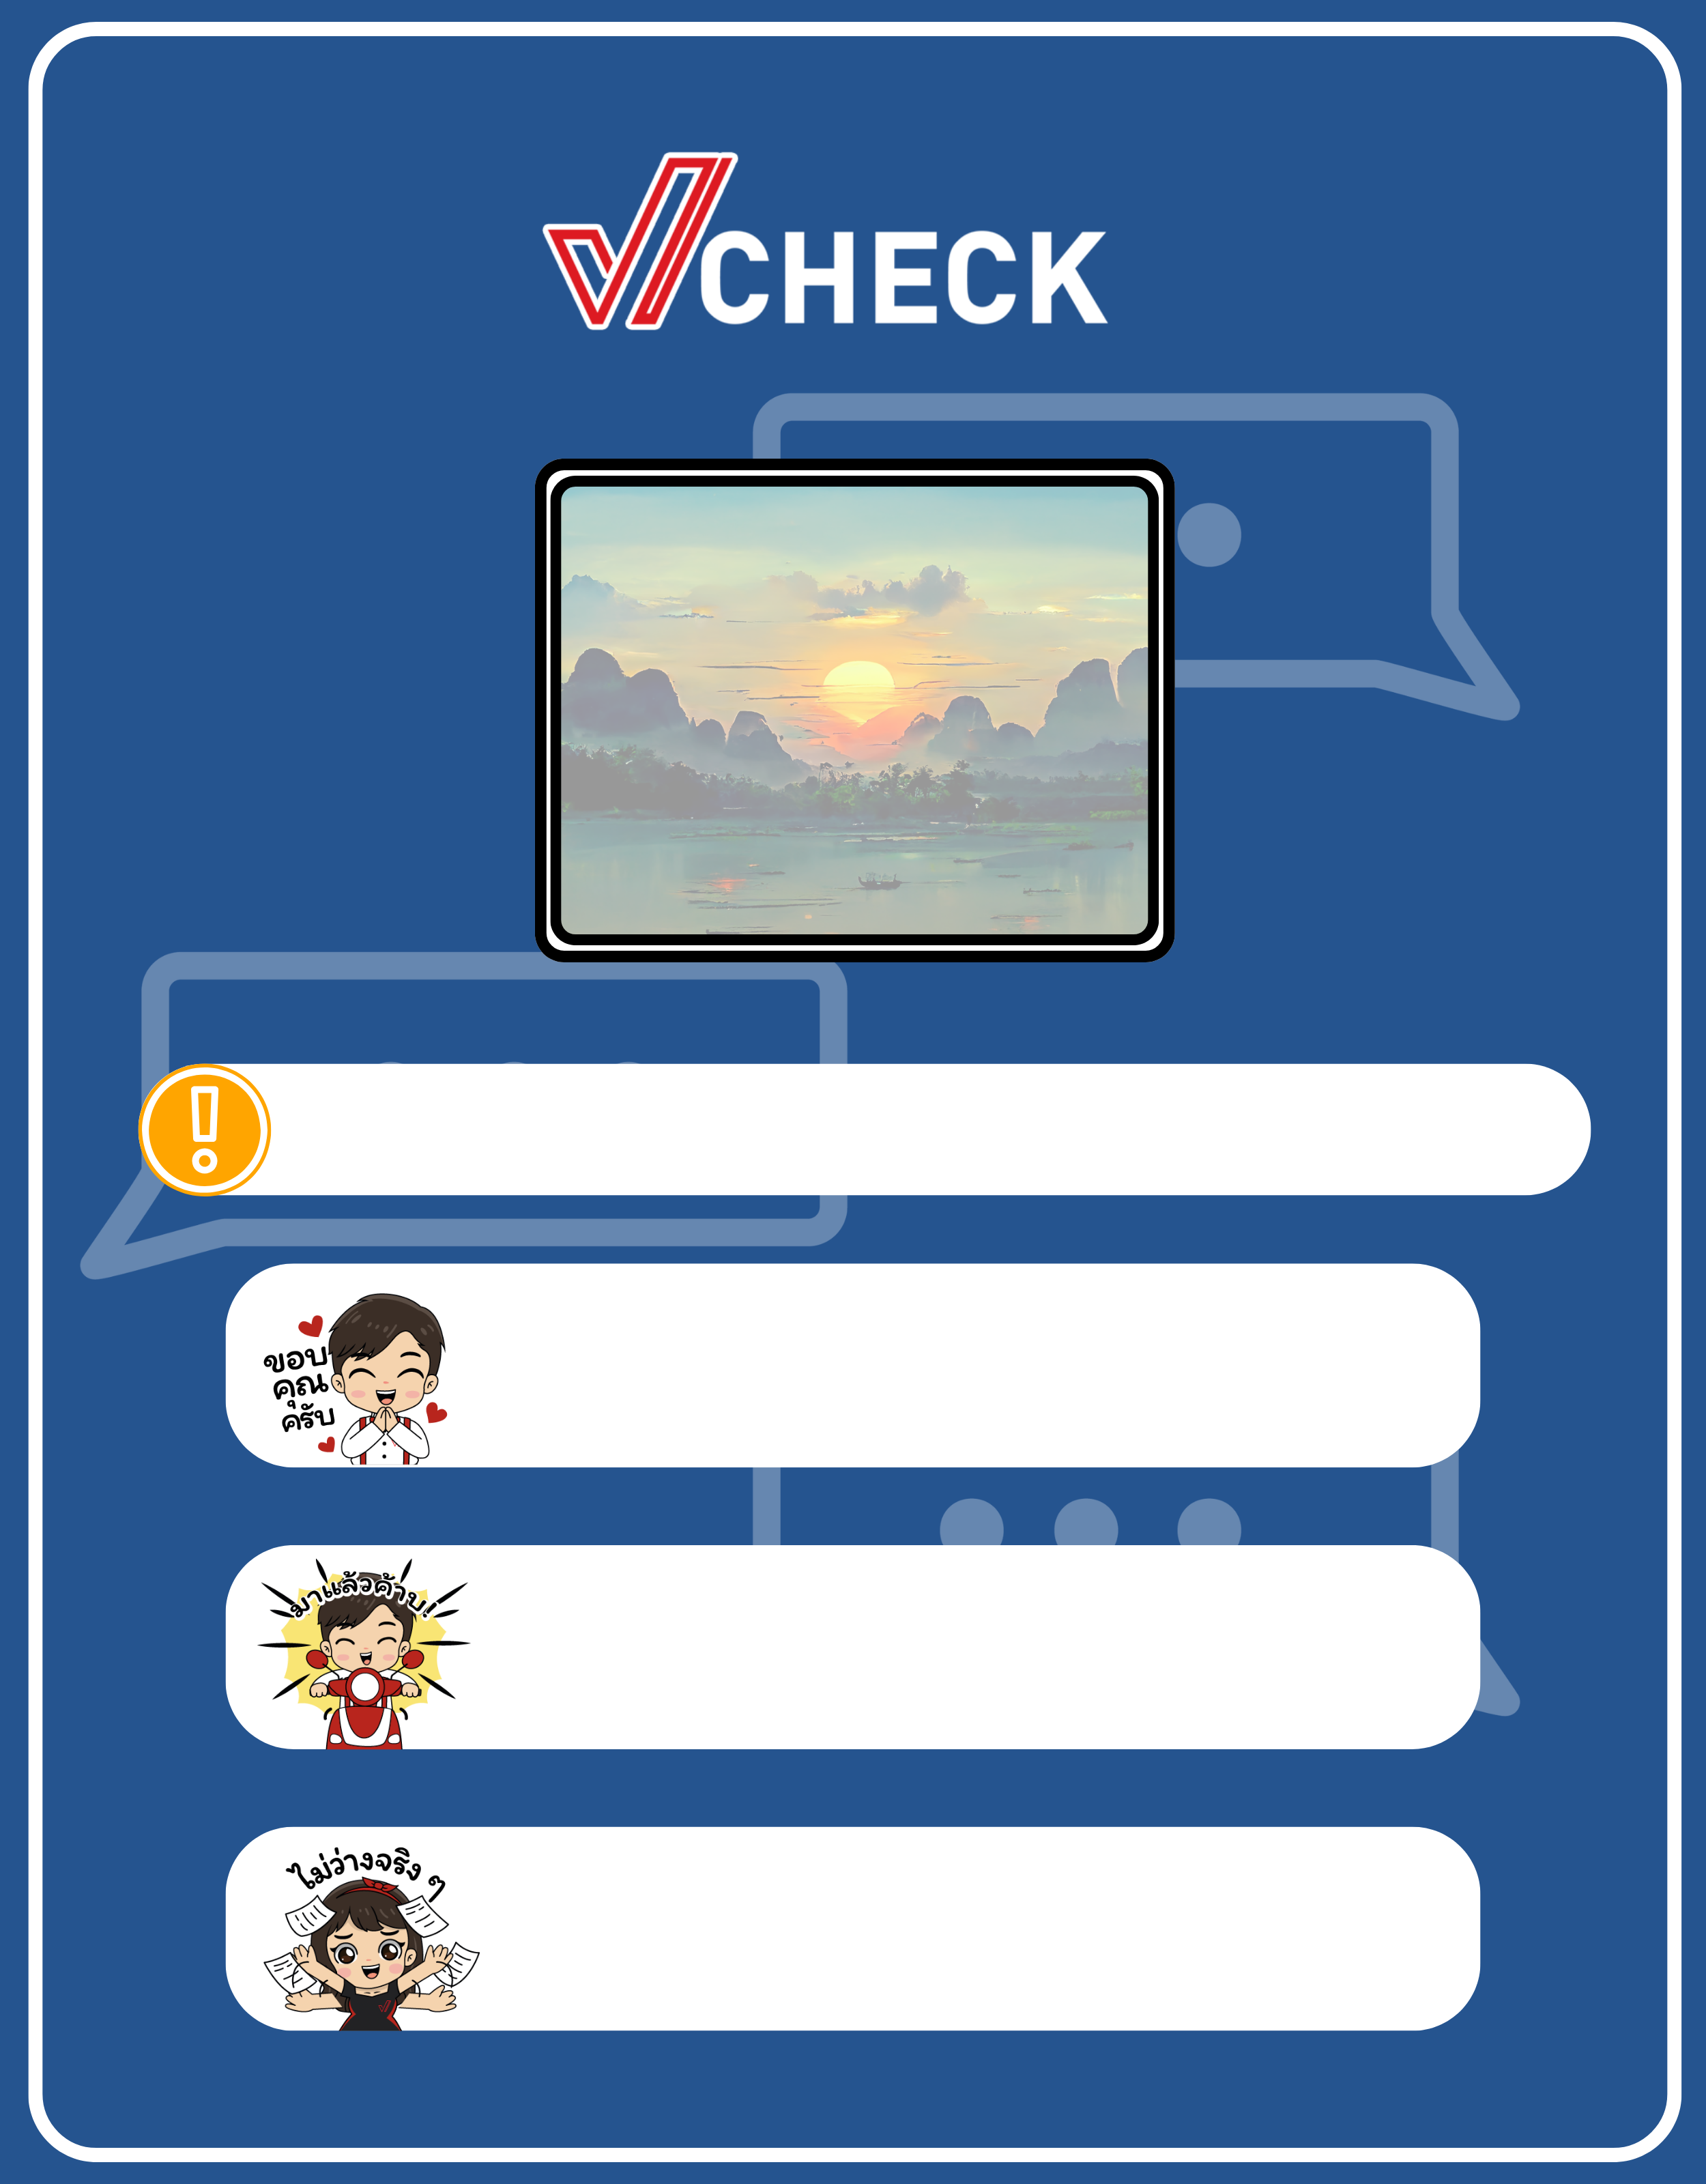 VCHECK
ขอบ
คุณ
ครับ
มาแล้วค้าบ!
ไม่ว่างจริง ๆ